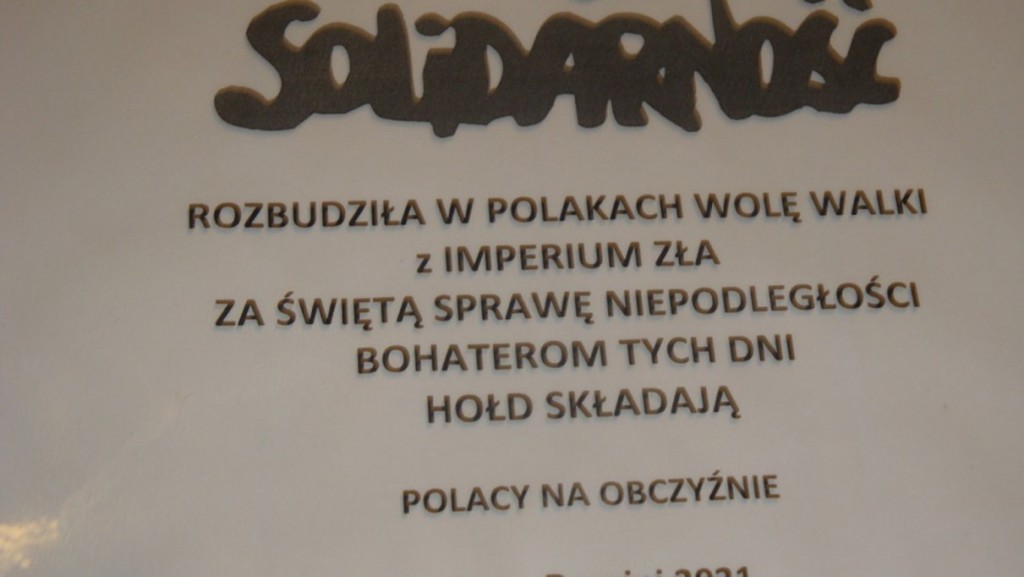 SOLIDARNOŚĆ
ROZBUDZIŁA W POLAKACH WOLĘ WALKI
z IMPERIUM ZŁA
ZA ŚWIĘTĄ SPRAWĘ NIEPODLEGŁOŚCI
BOHATEROM TYCH DNI
HOŁD SKŁADAJĄ
POLACY NA OBCZYŹNIE
2021